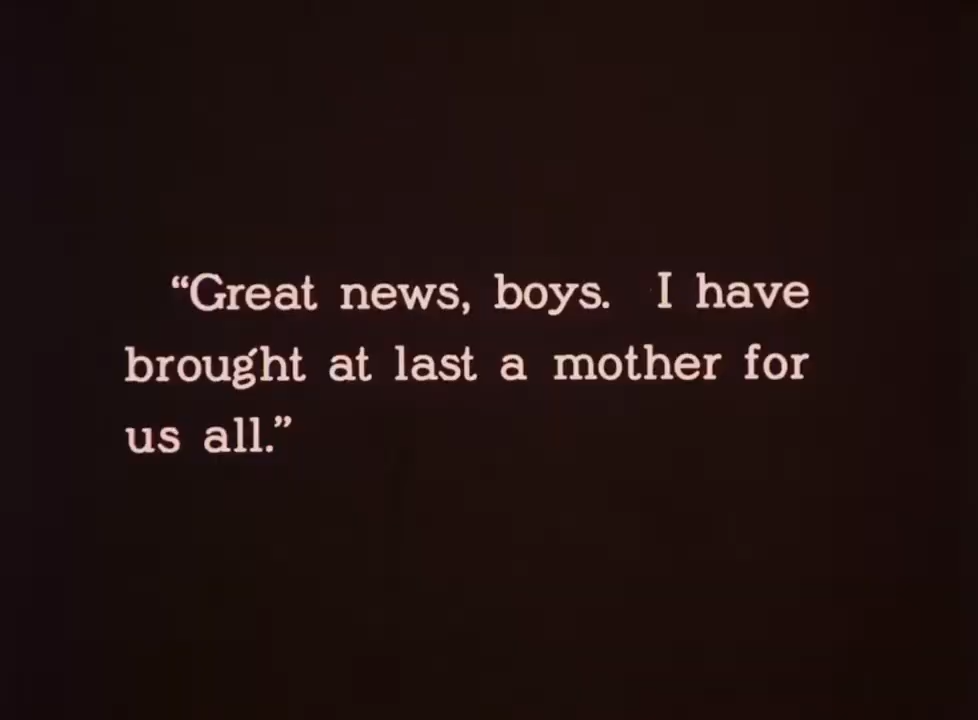 “Great news, boys. I have
brought at last a mother for
us all.”